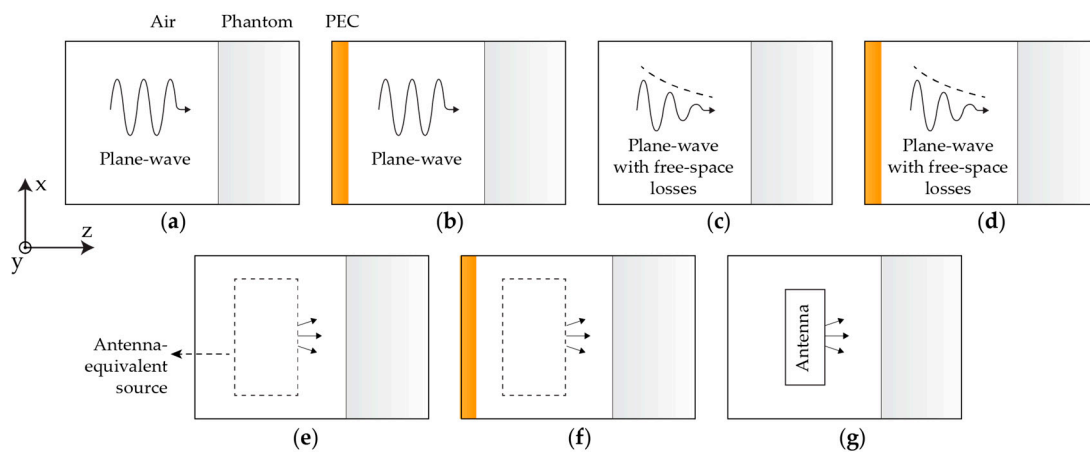 Air Phantom PEC
Plane-wave
Plane-wave
Plane-wave
with free-space
losses
Plane-wave
with free-space
losses
x
z
y
(a)
(b)
(c)
(d)
Antenna-
equivalent
source
Antenna
(e)
(f)
(g)